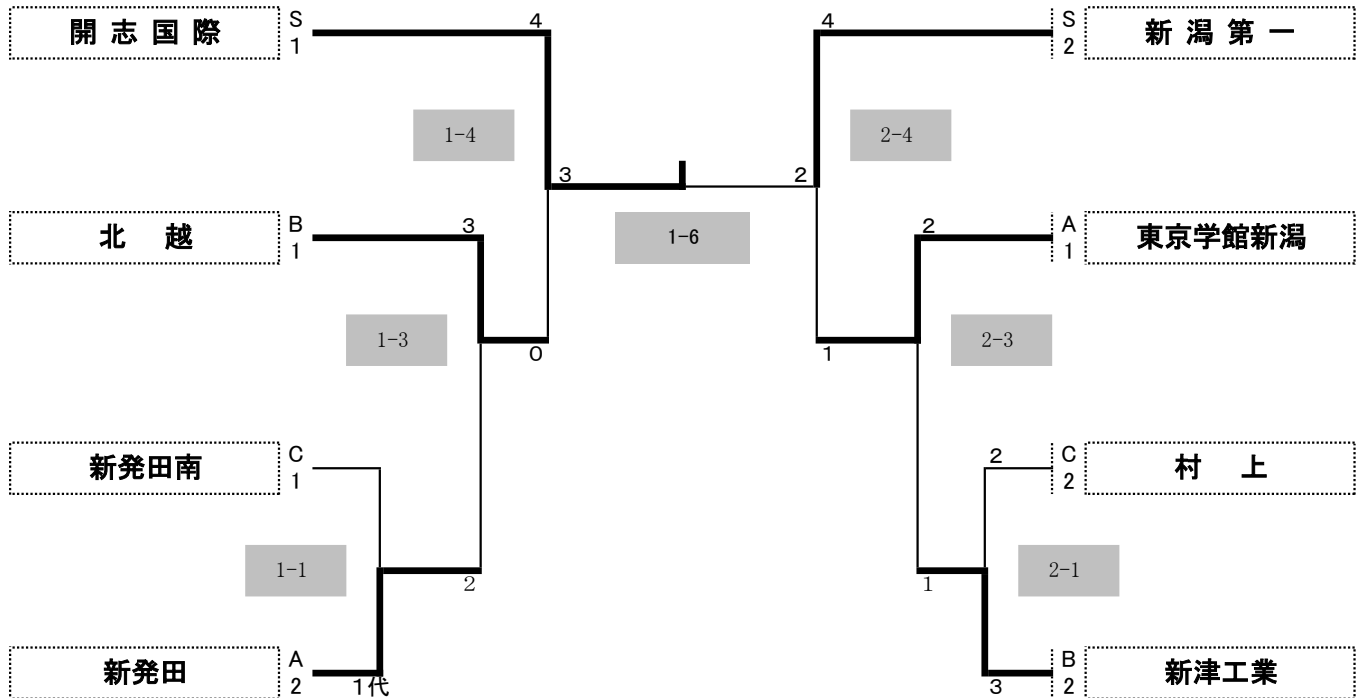 開志国際 S 1 4 4 S 2 新潟第一
1-4 2-4
3 2
北越 B 1 3 1-6 2 A 1 東京学館新潟
1-3 2-3
0 1
新発田南 C 1 2 C 2 村上
1-1 2-1
2 1
新発田 A 2 1代 3 B 2 新津工業